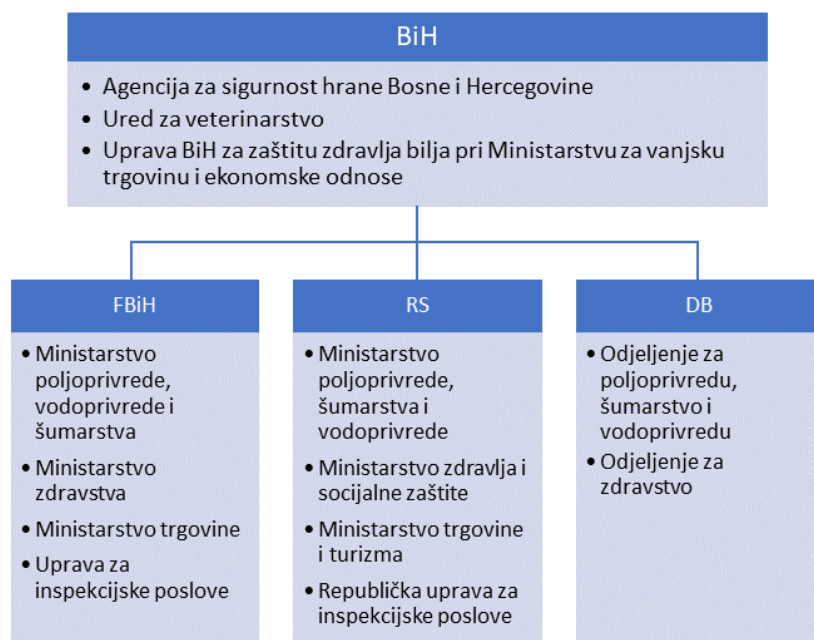 BiH
• Agencija za sigurnost hrane Bosne i Hercegovine
• Ured za veterinarstvo
• Uprava BiH za zaštitu zdravlja bilja pri Ministarstvu za vanjsku
trgovinu i ekonomske odnose
FBiH
• Ministarstvo
poljoprivrede,
vodoprivrede i
šumarstva
• Ministarstvo
zdravstva
• Ministarstvo trgovine
• Uprava za
inspekcijske poslove
RS
• Ministarstvo
poljoprivrede,
šumarstva i
vodoprivrede
• Ministarstvo zdravlja i
socijalne zaštite
• Ministarstvo trgovine
i turizma
• Republička uprava za
inspekcijske poslove
DB
• Odjeljenje za
poljoprivredu,
šumarstvo i
vodoprivredu
• Odjeljenje za
zdravstvo